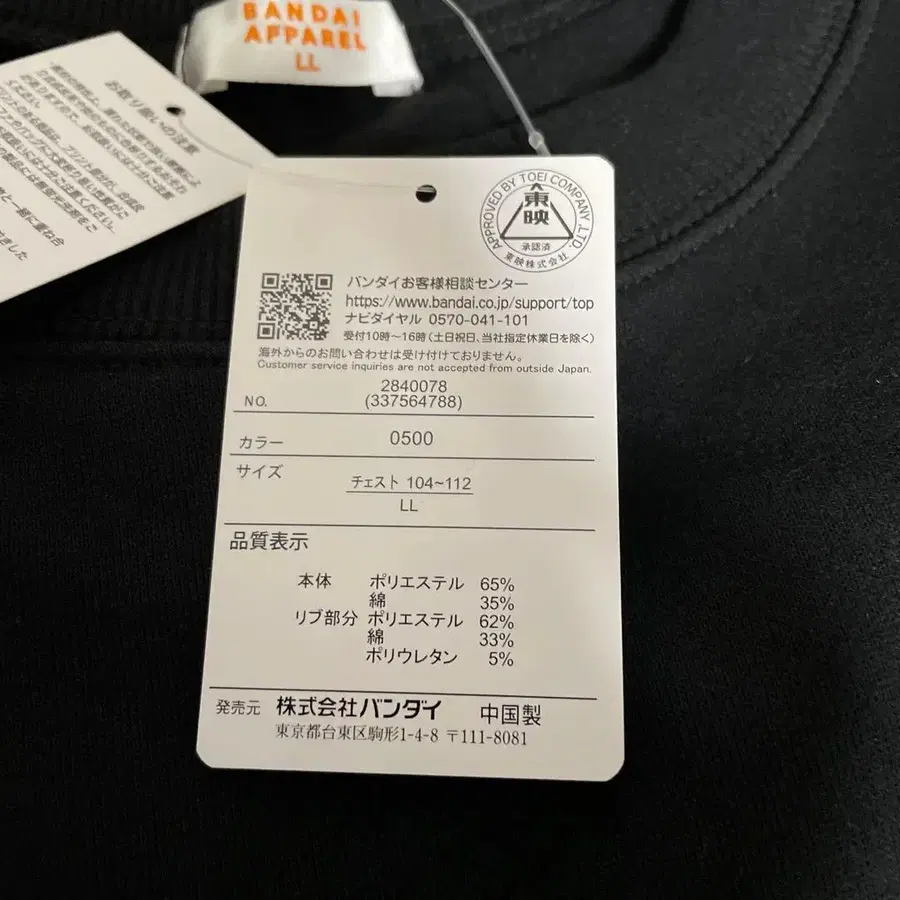 BANDAI
APPAREL
LL
お取り扱いの注意
APPROVED BY TOEI COMPANY, LTD.
東映
承認済
東映株式会社
バンダイお客様相談センター
https://www.bandai.co.jp/support/top
ナビダイヤル 0570-041-101
受付10時～16時(土日祝日、当社指定休業日を除く)
海外からのお問い合わせは受け付けておりません。
Customer service inquiries are not accepted from outside Japan.
2840078
NO. (337564788)
カラー 0500
サイズ チェスト 104~112
LL
品質表示
本体 ポリエステル 65%
綿 35%
リブ部分 ポリエステル 62%
綿 33%
ポリウレタン 5%
発売元 株式会社バンダイ 中国製
東京都台東区駒形1-4-8 〒111-8081